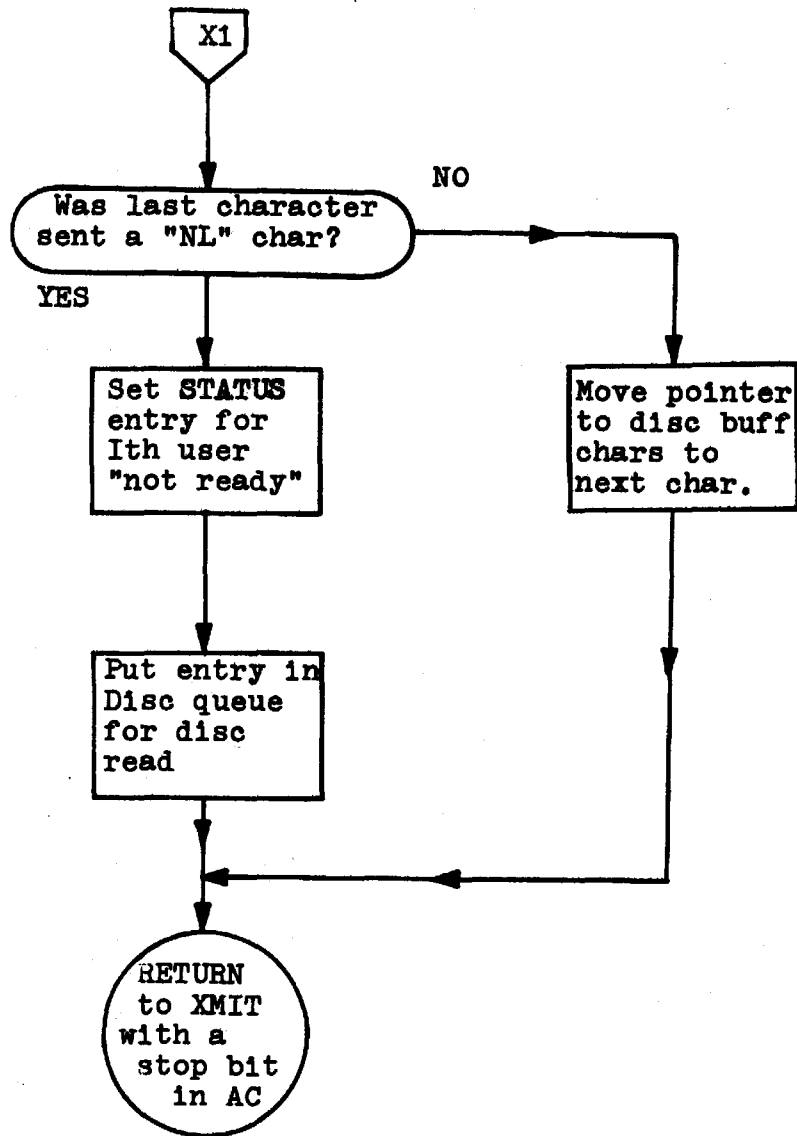 X1
NO
Was last character
sent a "NL" char?
YES
Set STATUS
entry for
Ith user
"not ready"
Move pointer
to disc buff
chars to
next char.
Put entry in
Disc queue
for disc
read
RETURN
to XMIT
with a
stop bit
in AC